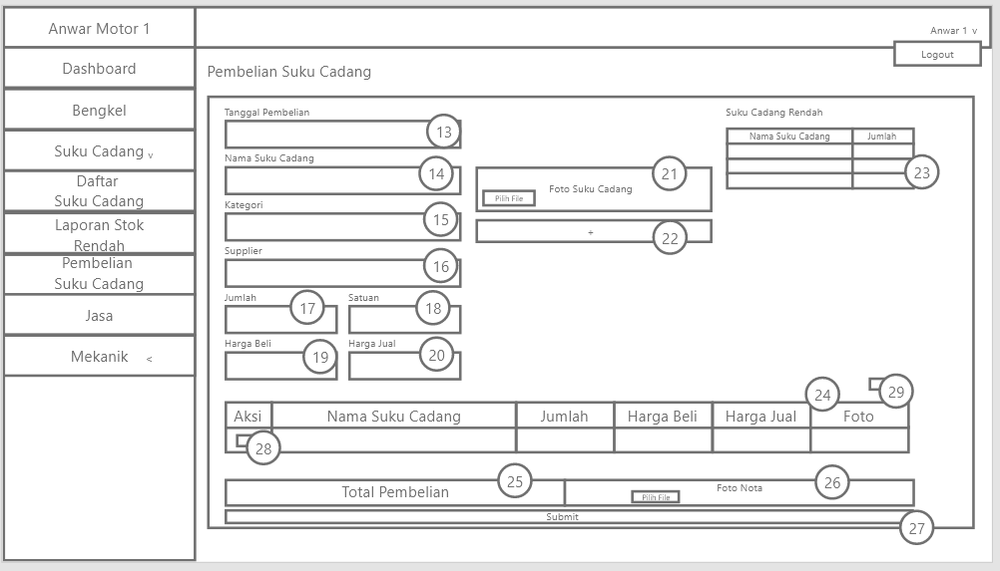 Anwar Motor 1
Anwar 1 v
Logout
Dashboard
Bengkel
Suku Cadang v
Daftar
Suku Cadang
Laporan Stok
Rendah
Pembelian
Suku Cadang
Jasa
Mekanik <
Pembelian Suku Cadang
Tanggal Pembelian
13
Nama Suku Cadang
14
Kategori
15
Supplier
16
Jumlah
17
Satuan
18
Harga Beli
19
Harga Jual
20
21
Foto Suku Cadang
Pilih File
+
22
Suku Cadang Rendah
Nama Suku Cadang Jumlah
23
24
29
Aksi Nama Suku Cadang Jumlah Harga Beli Harga Jual Foto
28
Total Pembelian
25
Foto Nota
26
Pilih File
Submit
27